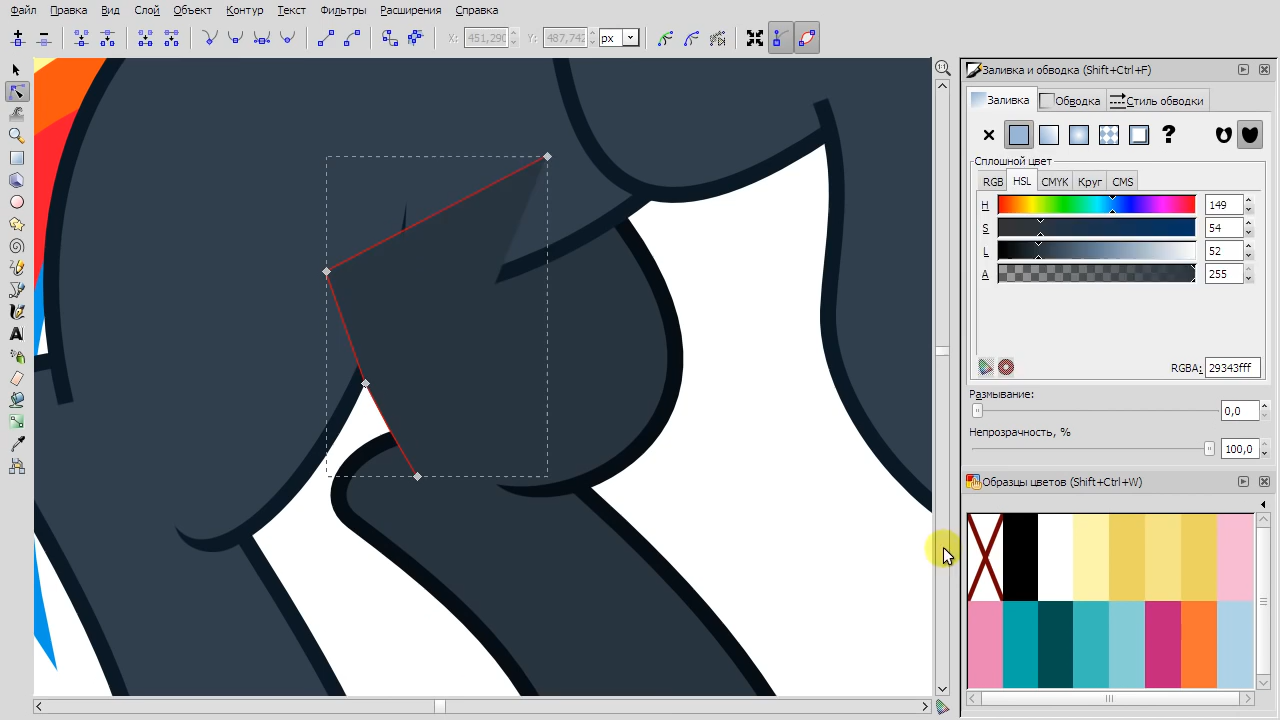 Файл Правка Вид Слой Объект Контур Текст Фильтры Расширения Справка
X: 451,290 Y: 487,742 px
1:1
Заливка и обводка (Shift+Ctrl+F)
Заливка Обводка Стиль обводки
?
Сплошной цвет
RGB HSL CMYK Круг CMS
H 149
S 54
L 52
A 255
RGBA: 29343fff
Размывание:
0,0
Непрозрачность, %
100,0
Образцы цветов (Shift+Ctrl+W)